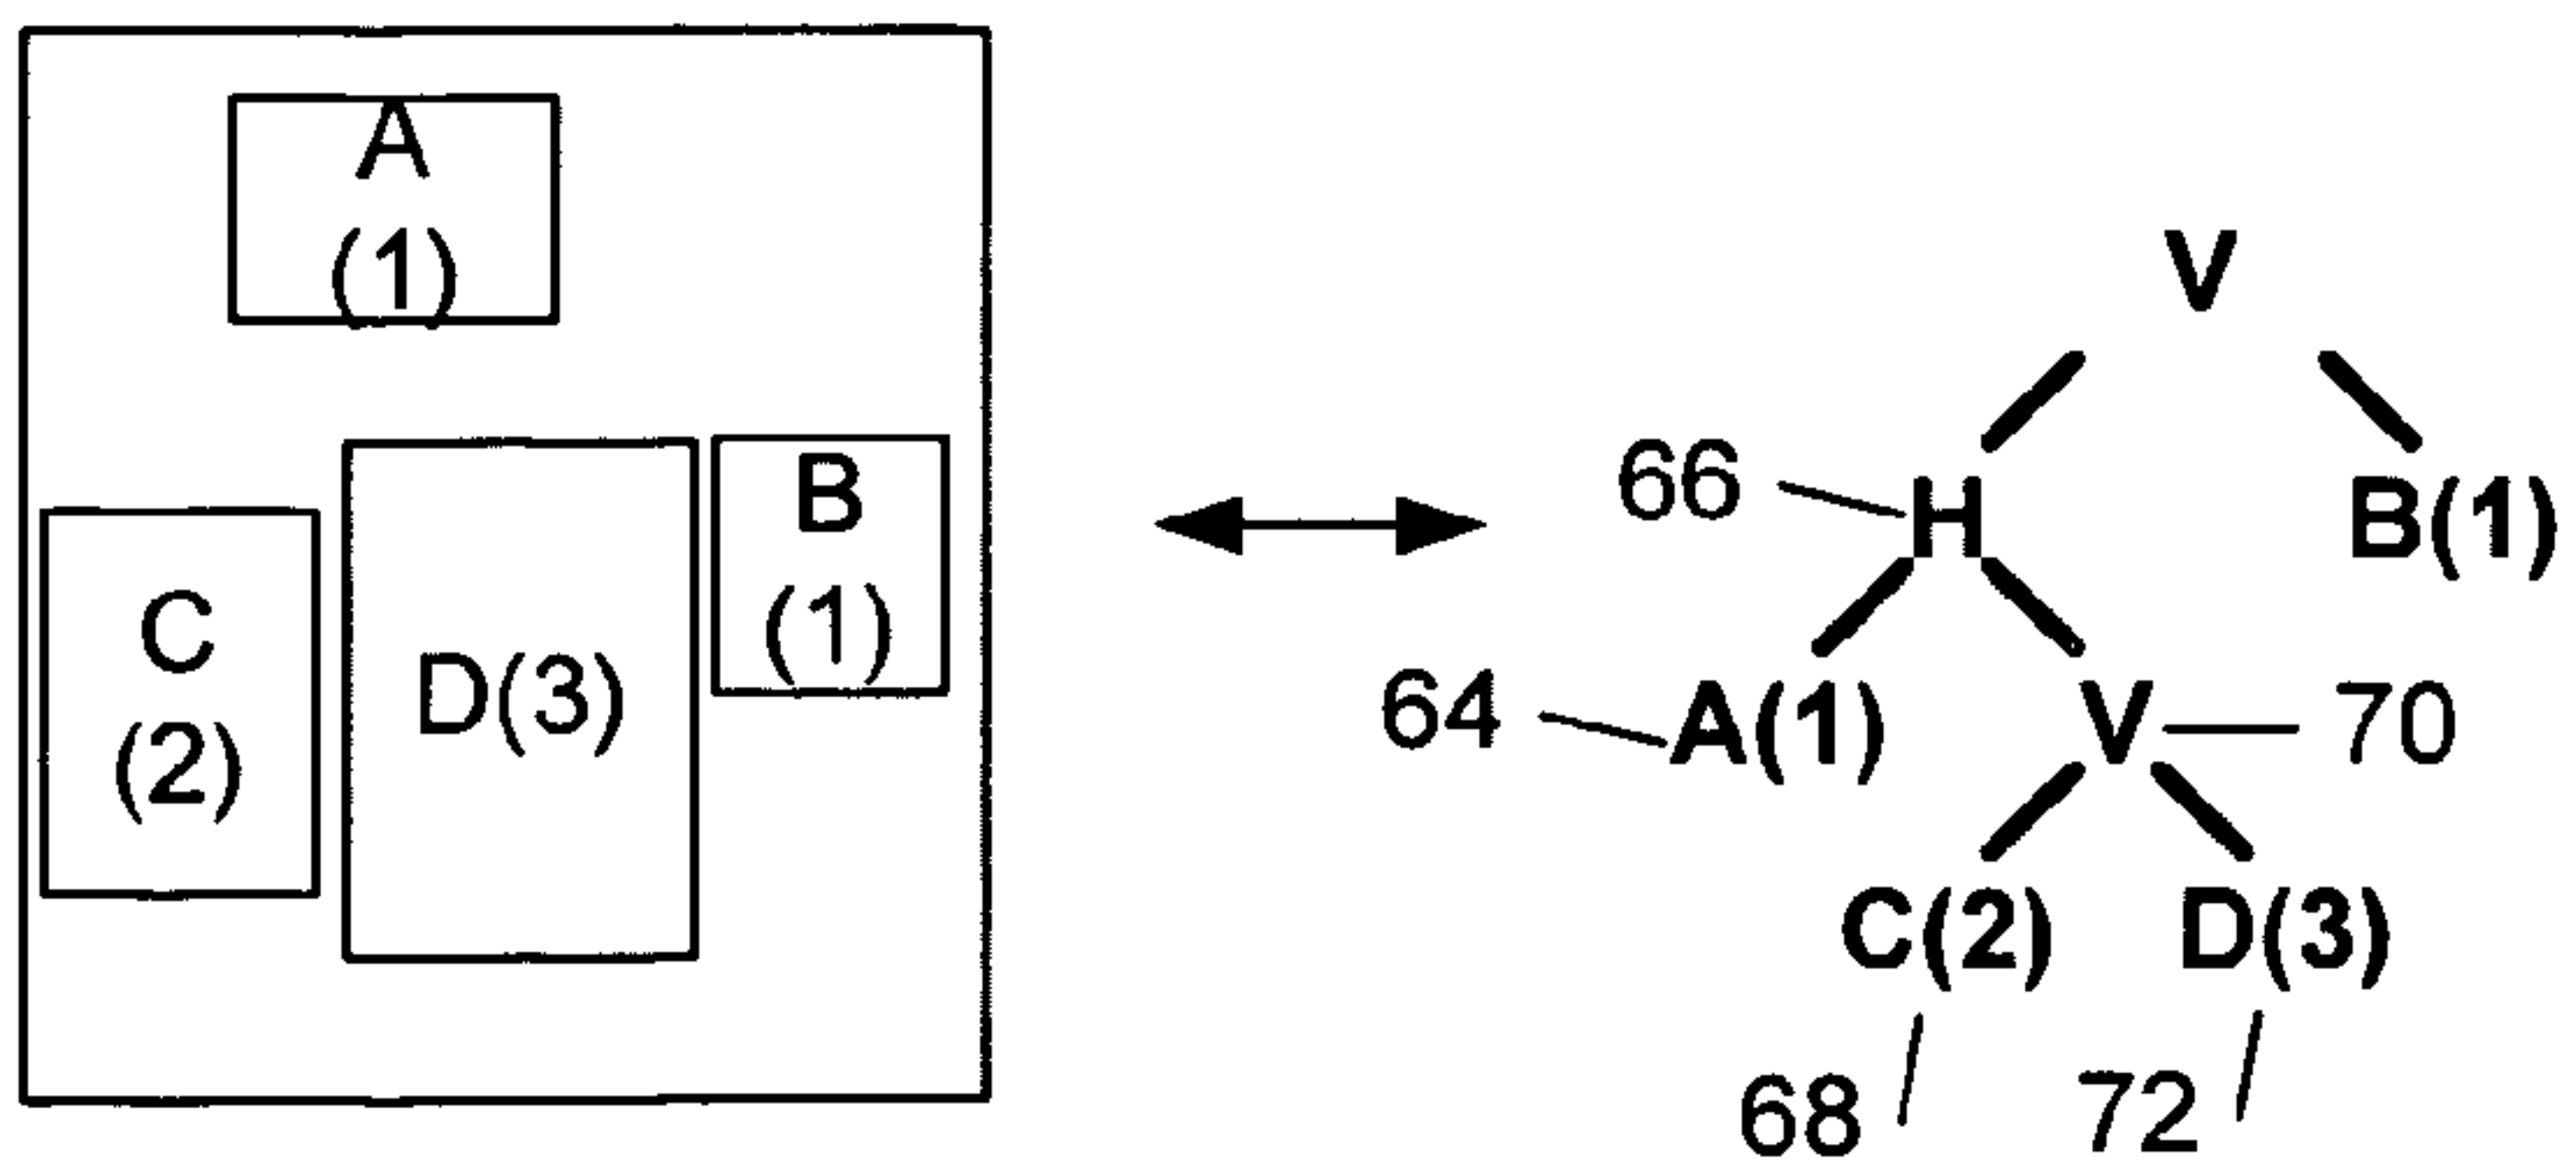 A
(1)
B
(1)
C
(2)
D(3)
V
66
H
B(1)
64
A(1)
V
70
C(2)
D(3)
68
72